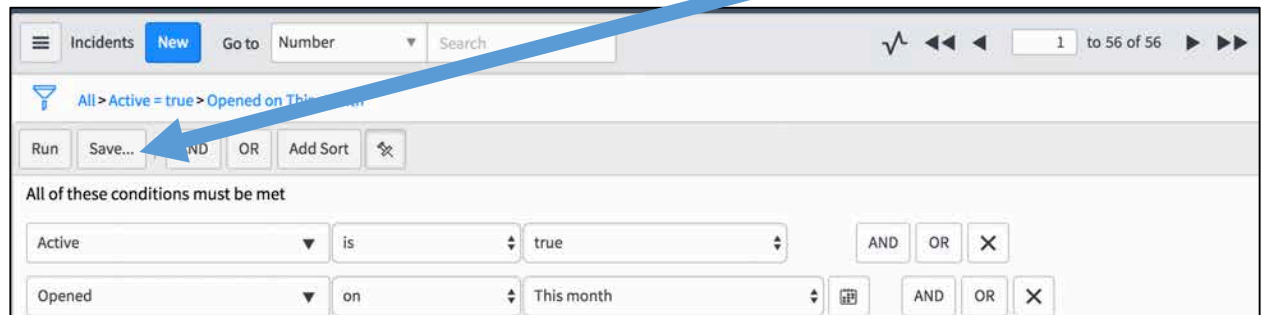 Incidents New Go to Number Search 1 to 56 of 56
All > Active = true > Opened on
Run Save... OR Add Sort
All of these conditions must be met
Active is true AND OR
Opened on This month AND OR